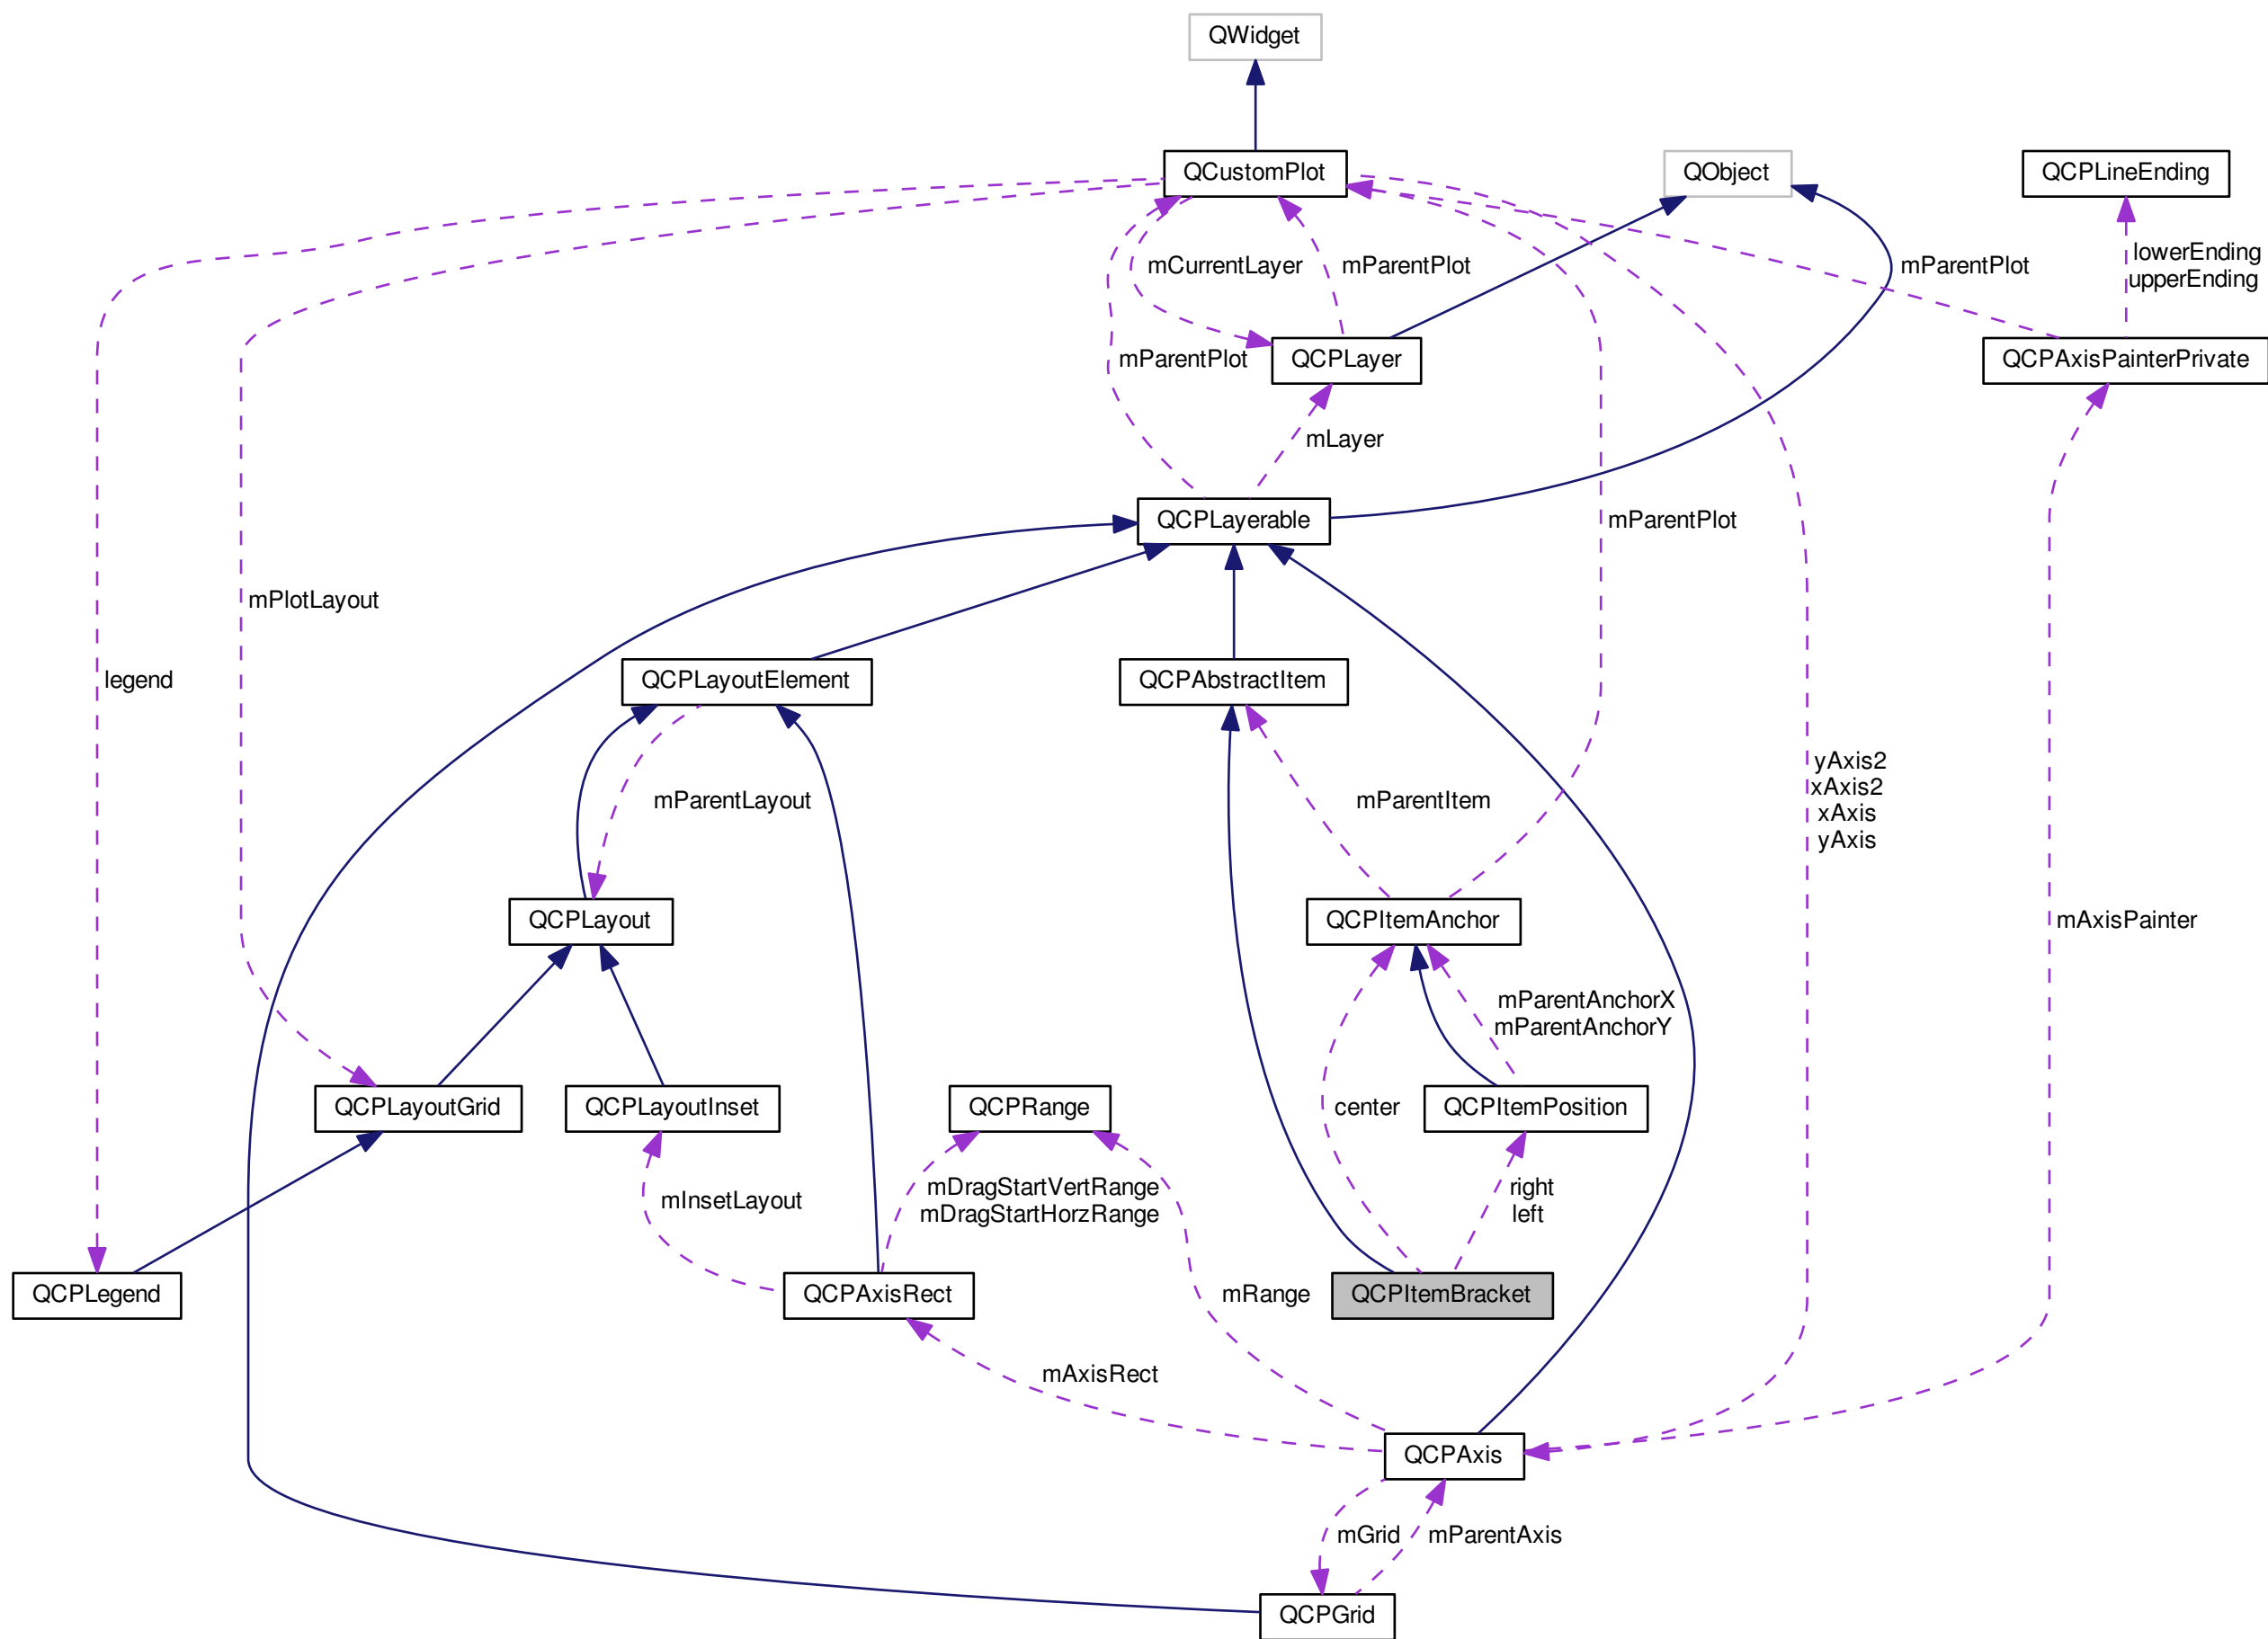 QWidget
QCustomPlot
QObject
QCPLineEnding
mCurrentLayer
mParentPlot
mParentPlot
lowerEnding
upperEnding
mParentPlot
QCPLayer
QCPAxisPainterPrivate
mLayer
QCPLayerable
mParentPlot
mPlotLayout
legend
QCPLayoutElement
QCPAbstractItem
yAxis2
xAxis2
xAxis
yAxis
mParentLayout
mParentItem
QCPLayout
QCPItemAnchor
mAxisPainter
mParentAnchorX
mParentAnchorY
QCPLayoutGrid
QCPLayoutInset
QCPRange
center
QCPItemPosition
mInsetLayout
mDragStartVertRange
mDragStartHorzRange
right
left
QCPLegend
QCPAxisRect
mRange
QCPItemBracket
mAxisRect
QCPAxis
mGrid
mParentAxis
QCPGrid